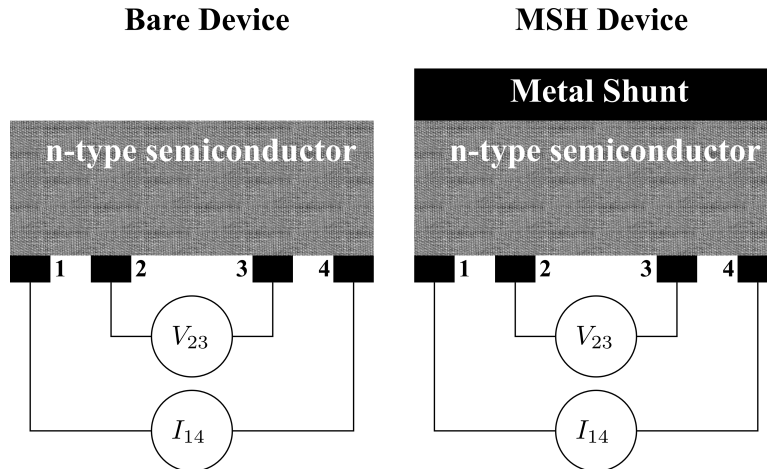 Bare Device
MSH Device
Metal Shunt
n-type semiconductor
n-type semiconductor
1 2 3 4
1 2 3 4
V23
V23
I14
I14